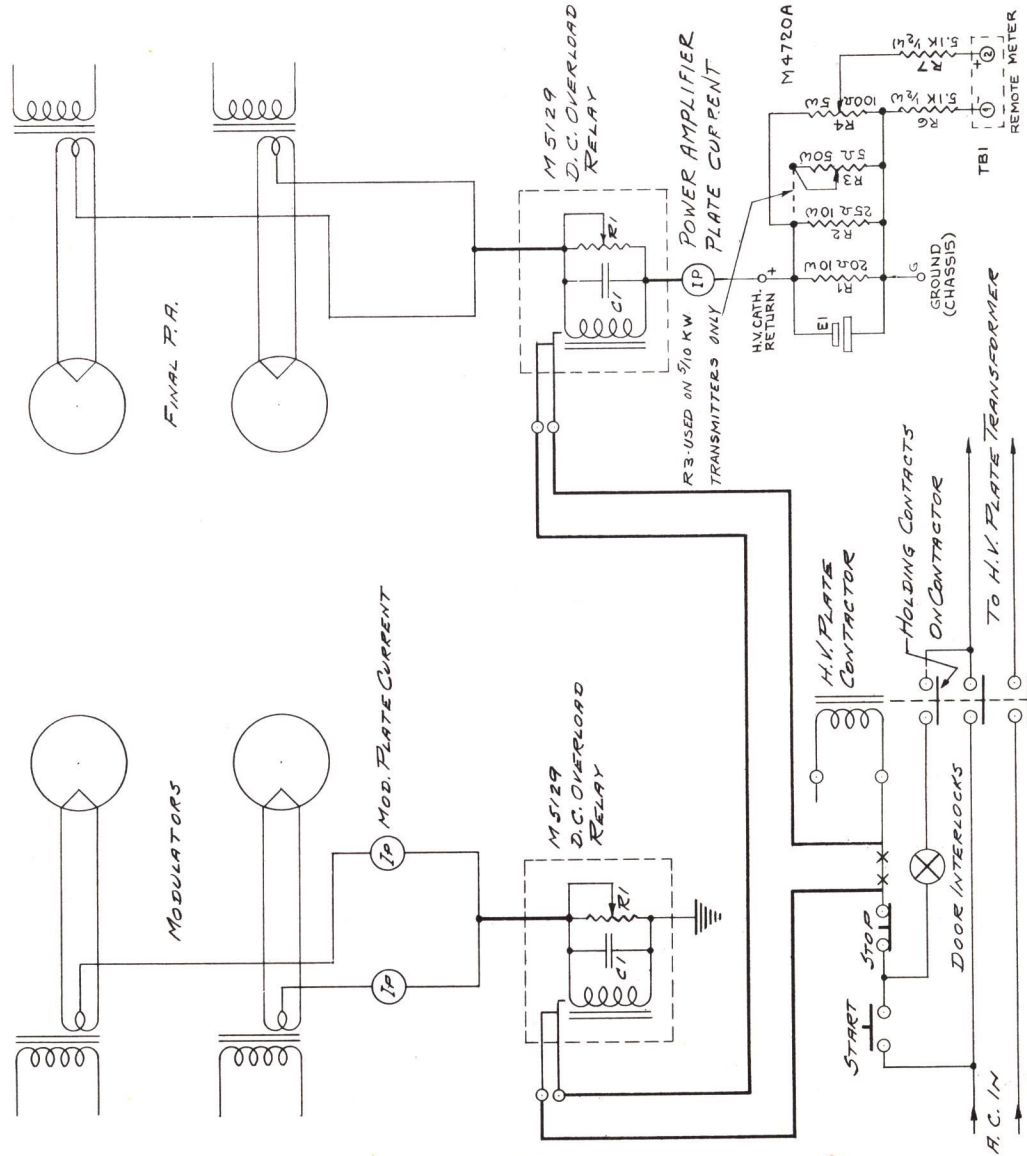 MODULATORS
FINAL P.A.
MOD. PLATE CURRENT
IP
IP
M 5129
D.C. OVERLOAD
RELAY
C1
R1
M 5129
D.C. OVERLOAD
RELAY
C1
R1
IP
POWER AMPLIFIER
PLATE CURRENT
R3-USED ON 5/10 KW
TRANSMITTERS ONLY
H.V. CATH.
RETURN
+
M4720A
E1
R1
20Ω 10W
R2
25Ω 10W
R3
5Ω 50W
R4
100Ω
5W
R6
5.1K ½W
R7
5.1K ½W
G
GROUND
(CHASSIS)
-
+
1
2
TB1
REMOTE METER
H.V. PLATE
CONTACTOR
HOLDING CONTACTS
ON CONTACTOR
START
STOP
DOOR INTERLOCKS
A.C. IN
TO H.V. PLATE TRANSFORMER